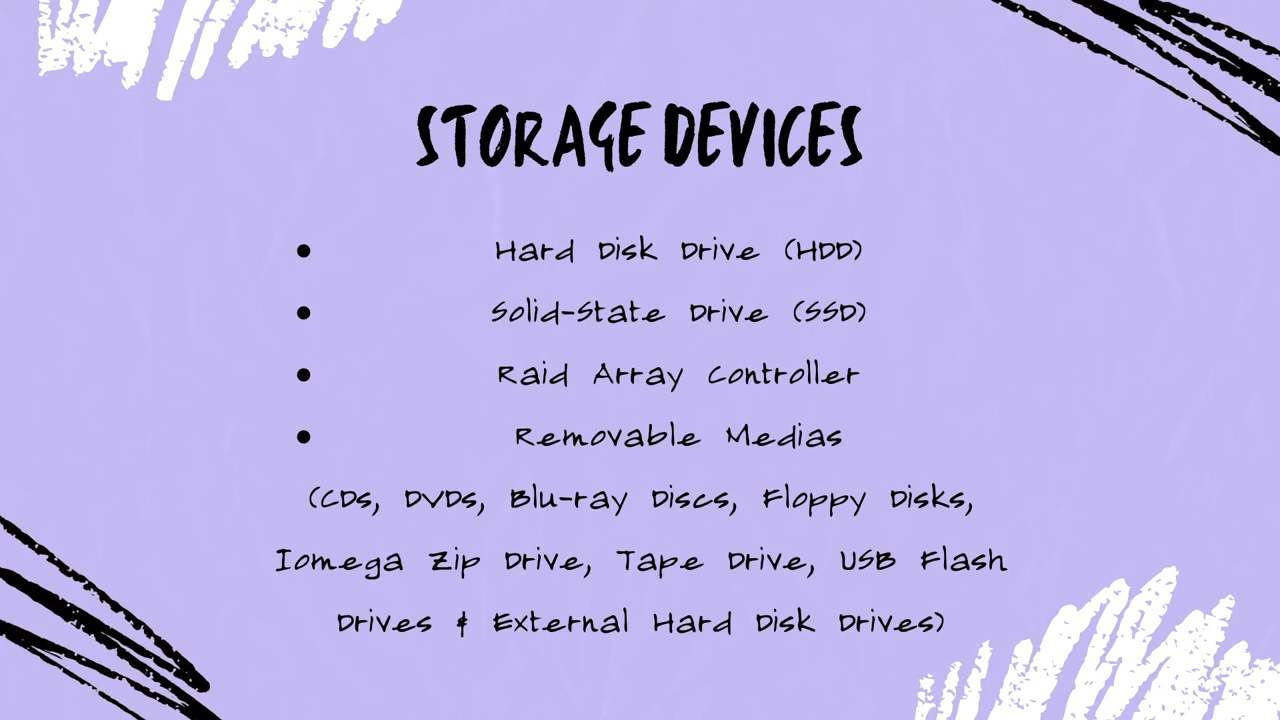 STORAGE DEVICES
• Hard Disk Drive (HDD)
• Solid-State Drive (SSD)
• Raid Array Controller
• Removable Medias
(CDs, DVDs, Blu-ray Discs, Floppy Disks,
Iomega Zip Drive, Tape Drive, USB Flash
Drives & External Hard Disk Drives)